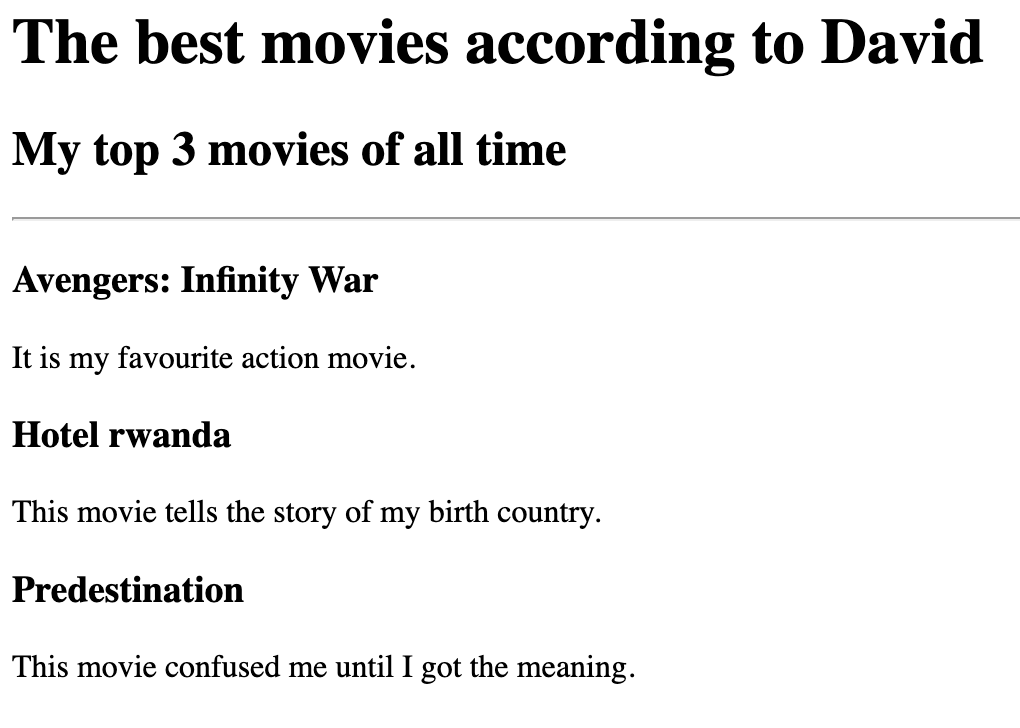 The best movies according to David
My top 3 movies of all time
Avengers: Infinity War
It is my favourite action movie.
Hotel rwanda
This movie tells the story of my birth country.
Predestination
This movie confused me until I got the meaning.